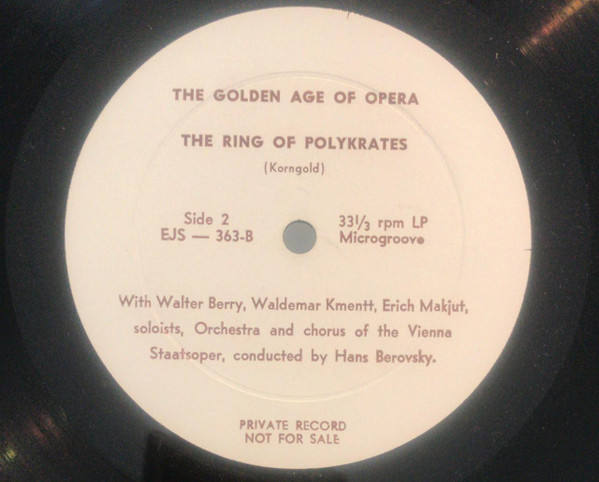 THE GOLDEN AGE OF OPERA
THE RING OF POLYKRATES
(Korngold)
Side 2
EJS — 363-B
33⅓ rpm LP
Microgroove
With Walter Berry, Waldemar Kmentt, Erich Makjut,
soloists, Orchestra and chorus of the Vienna
Staatsoper, conducted by Hans Berovsky.
PRIVATE RECORD
NOT FOR SALE